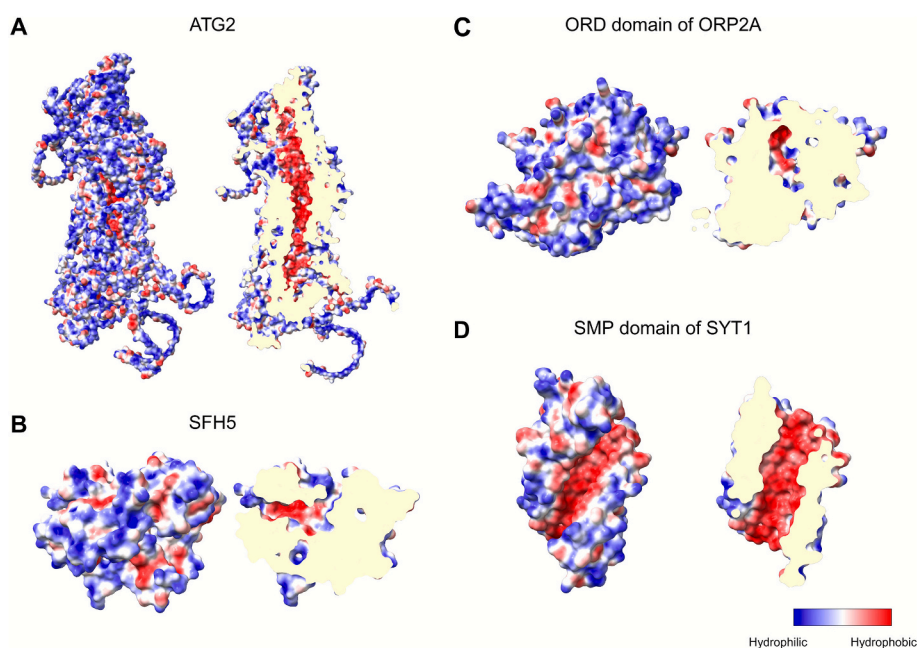 A
ATG2
C
ORD domain of ORP2A
B
SFH5
D
SMP domain of SYT1
Hydrophilic
Hydrophobic